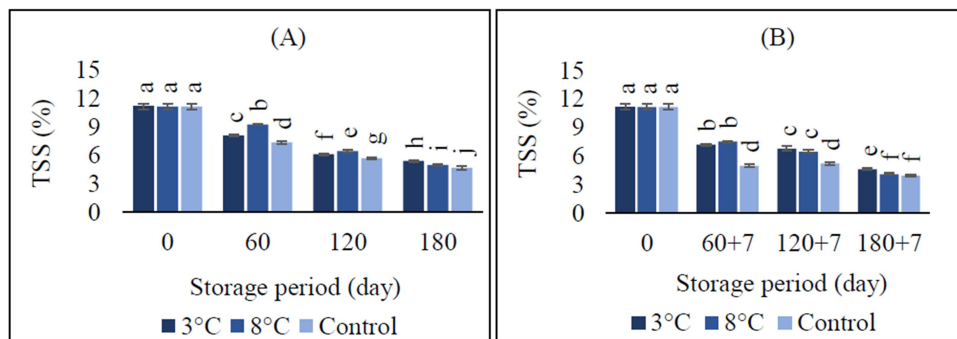 (A)
15
12
9
6
3
0
TSS (%)
a a a
c b d
f e g
h i j
0 60 120 180
Storage period (day)
3°C 8°C Control
(B)
15
12
9
6
3
0
TSS (%)
a a a
b b d
c c d
e f f
0 60+7 120+7 180+7
Storage period (day)
3°C 8°C Control